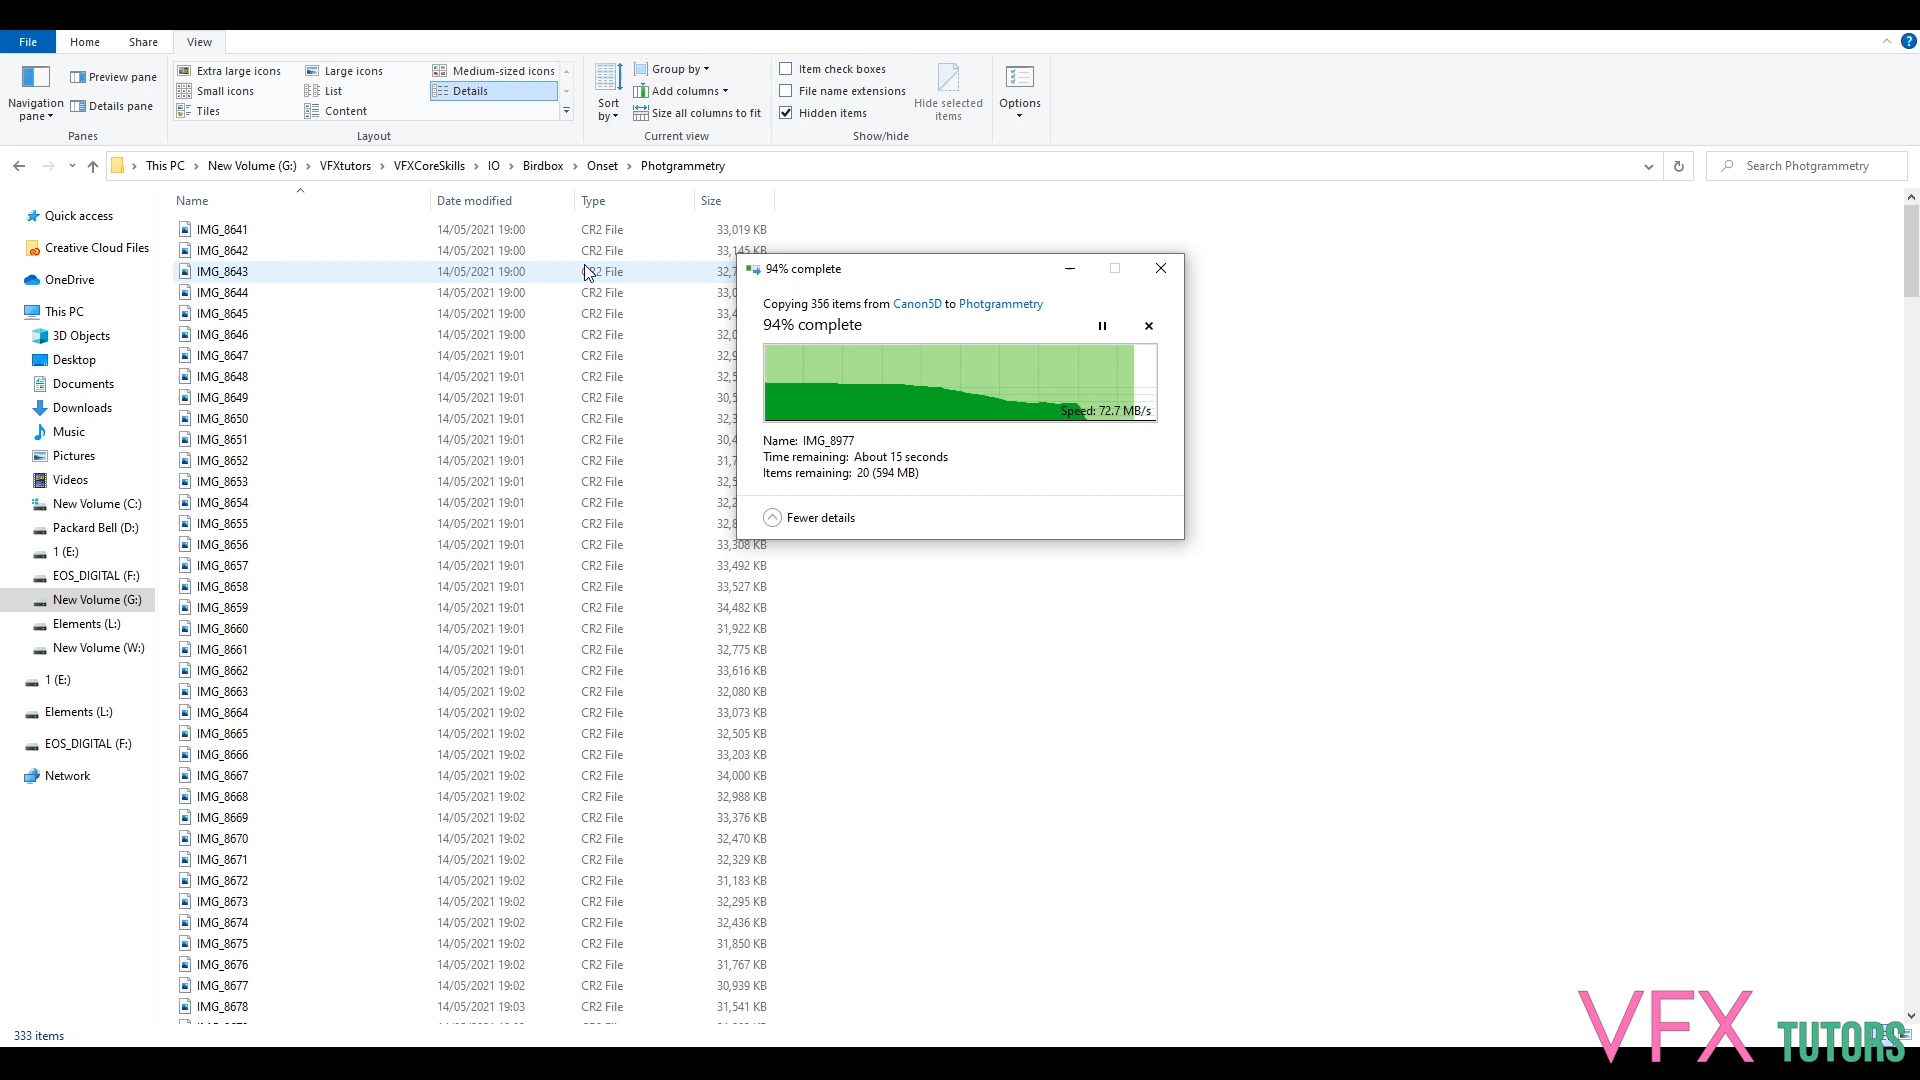 File Home Share View
Navigation pane
Preview pane
Details pane
Panes
Extra large icons Large icons Medium-sized icons
Small icons List Details
Tiles Content
Layout
Sort by
Group by
Add columns
Size all columns to fit
Current view
Item check boxes
File name extensions
Hidden items
Hide selected items
Show/hide
Options
This PC New Volume (G:) VFXtutors VFXCoreSkills IO Birdbox Onset Photgrammetry
Search Photgrammetry
Quick access
Creative Cloud Files
OneDrive
This PC
3D Objects
Desktop
Documents
Downloads
Music
Pictures
Videos
New Volume (C:)
Packard Bell (D:)
1 (E:)
EOS_DIGITAL (F:)
New Volume (G:)
Elements (L:)
New Volume (W:)
1 (E:)
Elements (L:)
EOS_DIGITAL (F:)
Network
Name Date modified Type Size
IMG_8641 14/05/2021 19:00 CR2 File 33,019 KB
IMG_8642 14/05/2021 19:00 CR2 File 33,145 KB
IMG_8643 14/05/2021 19:00 CR2 File
IMG_8644 14/05/2021 19:00 CR2 File
IMG_8645 14/05/2021 19:00 CR2 File
IMG_8646 14/05/2021 19:00 CR2 File
IMG_8647 14/05/2021 19:01 CR2 File
IMG_8648 14/05/2021 19:01 CR2 File
IMG_8649 14/05/2021 19:01 CR2 File
IMG_8650 14/05/2021 19:01 CR2 File
IMG_8651 14/05/2021 19:01 CR2 File
IMG_8652 14/05/2021 19:01 CR2 File
IMG_8653 14/05/2021 19:01 CR2 File
IMG_8654 14/05/2021 19:01 CR2 File
IMG_8655 14/05/2021 19:01 CR2 File
IMG_8656 14/05/2021 19:01 CR2 File 33,308 KB
IMG_8657 14/05/2021 19:01 CR2 File 33,492 KB
IMG_8658 14/05/2021 19:01 CR2 File 33,527 KB
IMG_8659 14/05/2021 19:01 CR2 File 34,482 KB
IMG_8660 14/05/2021 19:01 CR2 File 31,922 KB
IMG_8661 14/05/2021 19:01 CR2 File 32,775 KB
IMG_8662 14/05/2021 19:01 CR2 File 33,616 KB
IMG_8663 14/05/2021 19:02 CR2 File 32,080 KB
IMG_8664 14/05/2021 19:02 CR2 File 33,073 KB
IMG_8665 14/05/2021 19:02 CR2 File 32,505 KB
IMG_8666 14/05/2021 19:02 CR2 File 33,203 KB
IMG_8667 14/05/2021 19:02 CR2 File 34,000 KB
IMG_8668 14/05/2021 19:02 CR2 File 32,988 KB
IMG_8669 14/05/2021 19:02 CR2 File 33,376 KB
IMG_8670 14/05/2021 19:02 CR2 File 32,470 KB
IMG_8671 14/05/2021 19:02 CR2 File 32,329 KB
IMG_8672 14/05/2021 19:02 CR2 File 31,183 KB
IMG_8673 14/05/2021 19:02 CR2 File 32,295 KB
IMG_8674 14/05/2021 19:02 CR2 File 32,436 KB
IMG_8675 14/05/2021 19:02 CR2 File 31,850 KB
IMG_8676 14/05/2021 19:02 CR2 File 31,767 KB
IMG_8677 14/05/2021 19:02 CR2 File 30,939 KB
IMG_8678 14/05/2021 19:03 CR2 File 31,541 KB
94% complete
Copying 356 items from Canon5D to Photgrammetry
94% complete
Speed: 72.7 MB/s
Name: IMG_8977
Time remaining: About 15 seconds
Items remaining: 20 (594 MB)
Fewer details
333 items
VFX TUTORS